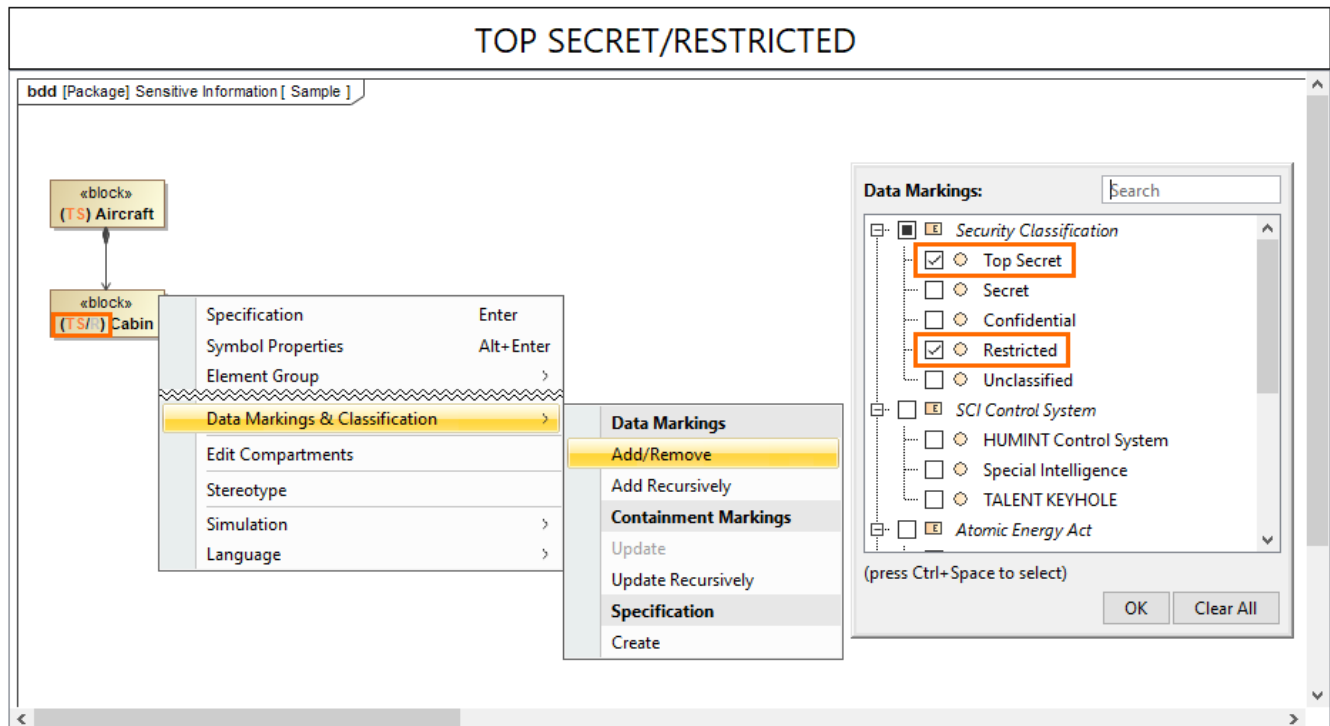 TOP SECRET/RESTRICTED
bdd [Package] Sensitive Information [ Sample ]
«block»
(TS) Aircraft
«block»
(TS/R) Cabin
Specification Enter
Symbol Properties Alt+Enter
Element Group
Data Markings & Classification
Edit Compartments
Stereotype
Simulation
Language
Data Markings
Add/Remove
Add Recursively
Containment Markings
Update
Update Recursively
Specification
Create
Data Markings: Search
E Security Classification
Top Secret
Secret
Confidential
Restricted
Unclassified
E SCI Control System
HUMINT Control System
Special Intelligence
TALENT KEYHOLE
E Atomic Energy Act
(press Ctrl+Space to select)
OK Clear All